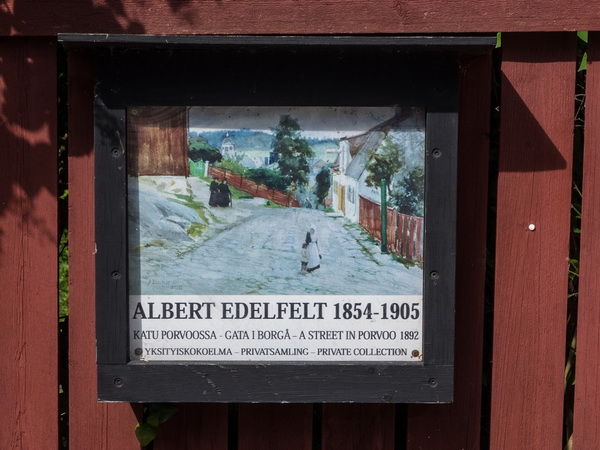 ALBERT EDELFELT 1854-1905
KATU PORVOOSSA - GATA I BORGÅ - A STREET IN PORVOO 1892
YKSITYISKOKOELMA - PRIVATSAMLING - PRIVATE COLLECTION